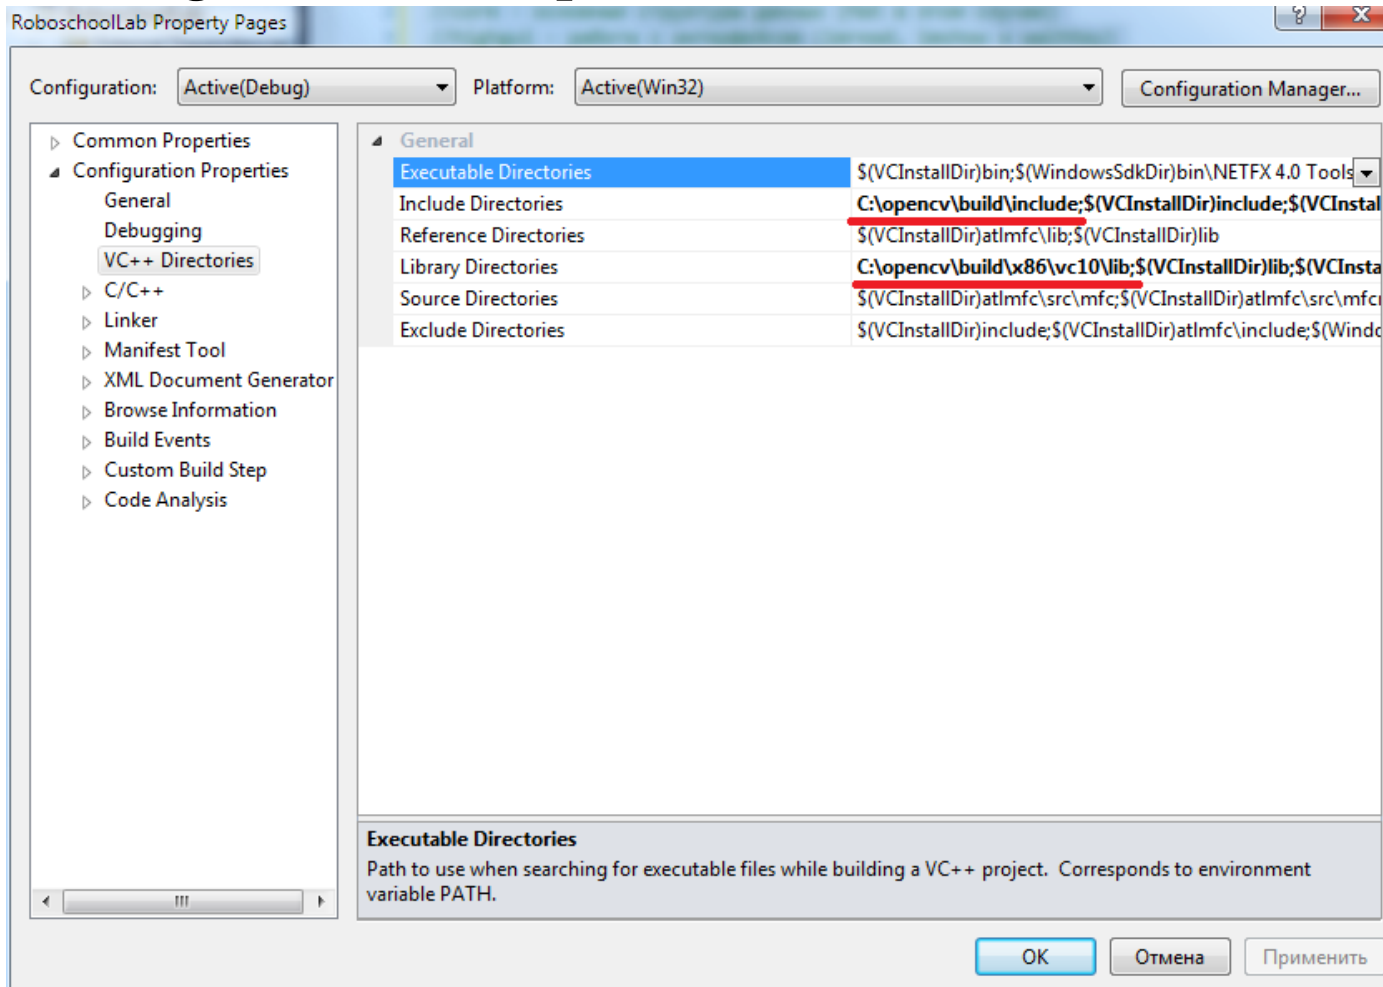 RoboschoolLab Property Pages
Configuration: Active(Debug) Platform: Active(Win32) Configuration Manager...
Common Properties
Configuration Properties
General
Debugging
VC++ Directories
C/C++
Linker
Manifest Tool
XML Document Generator
Browse Information
Build Events
Custom Build Step
Code Analysis
General
Executable Directories $(VCInstallDir)bin;$(WindowsSdkDir)bin\NETFX 4.0 Tools
Include Directories C:\opencv\build\include;$(VCInstallDir)include;$(VCInstal
Reference Directories $(VCInstallDir)atlmfc\lib;$(VCInstallDir)lib
Library Directories C:\opencv\build\x86\vc10\lib;$(VCInstallDir)lib;$(VCInsta
Source Directories $(VCInstallDir)atlmfc\src\mfc;$(VCInstallDir)atlmfc\src\mfc
Exclude Directories $(VCInstallDir)include;$(VCInstallDir)atlmfc\include;$(Windo
Executable Directories
Path to use when searching for executable files while building a VC++ project. Corresponds to environment
variable PATH.
OK Отмена Применить